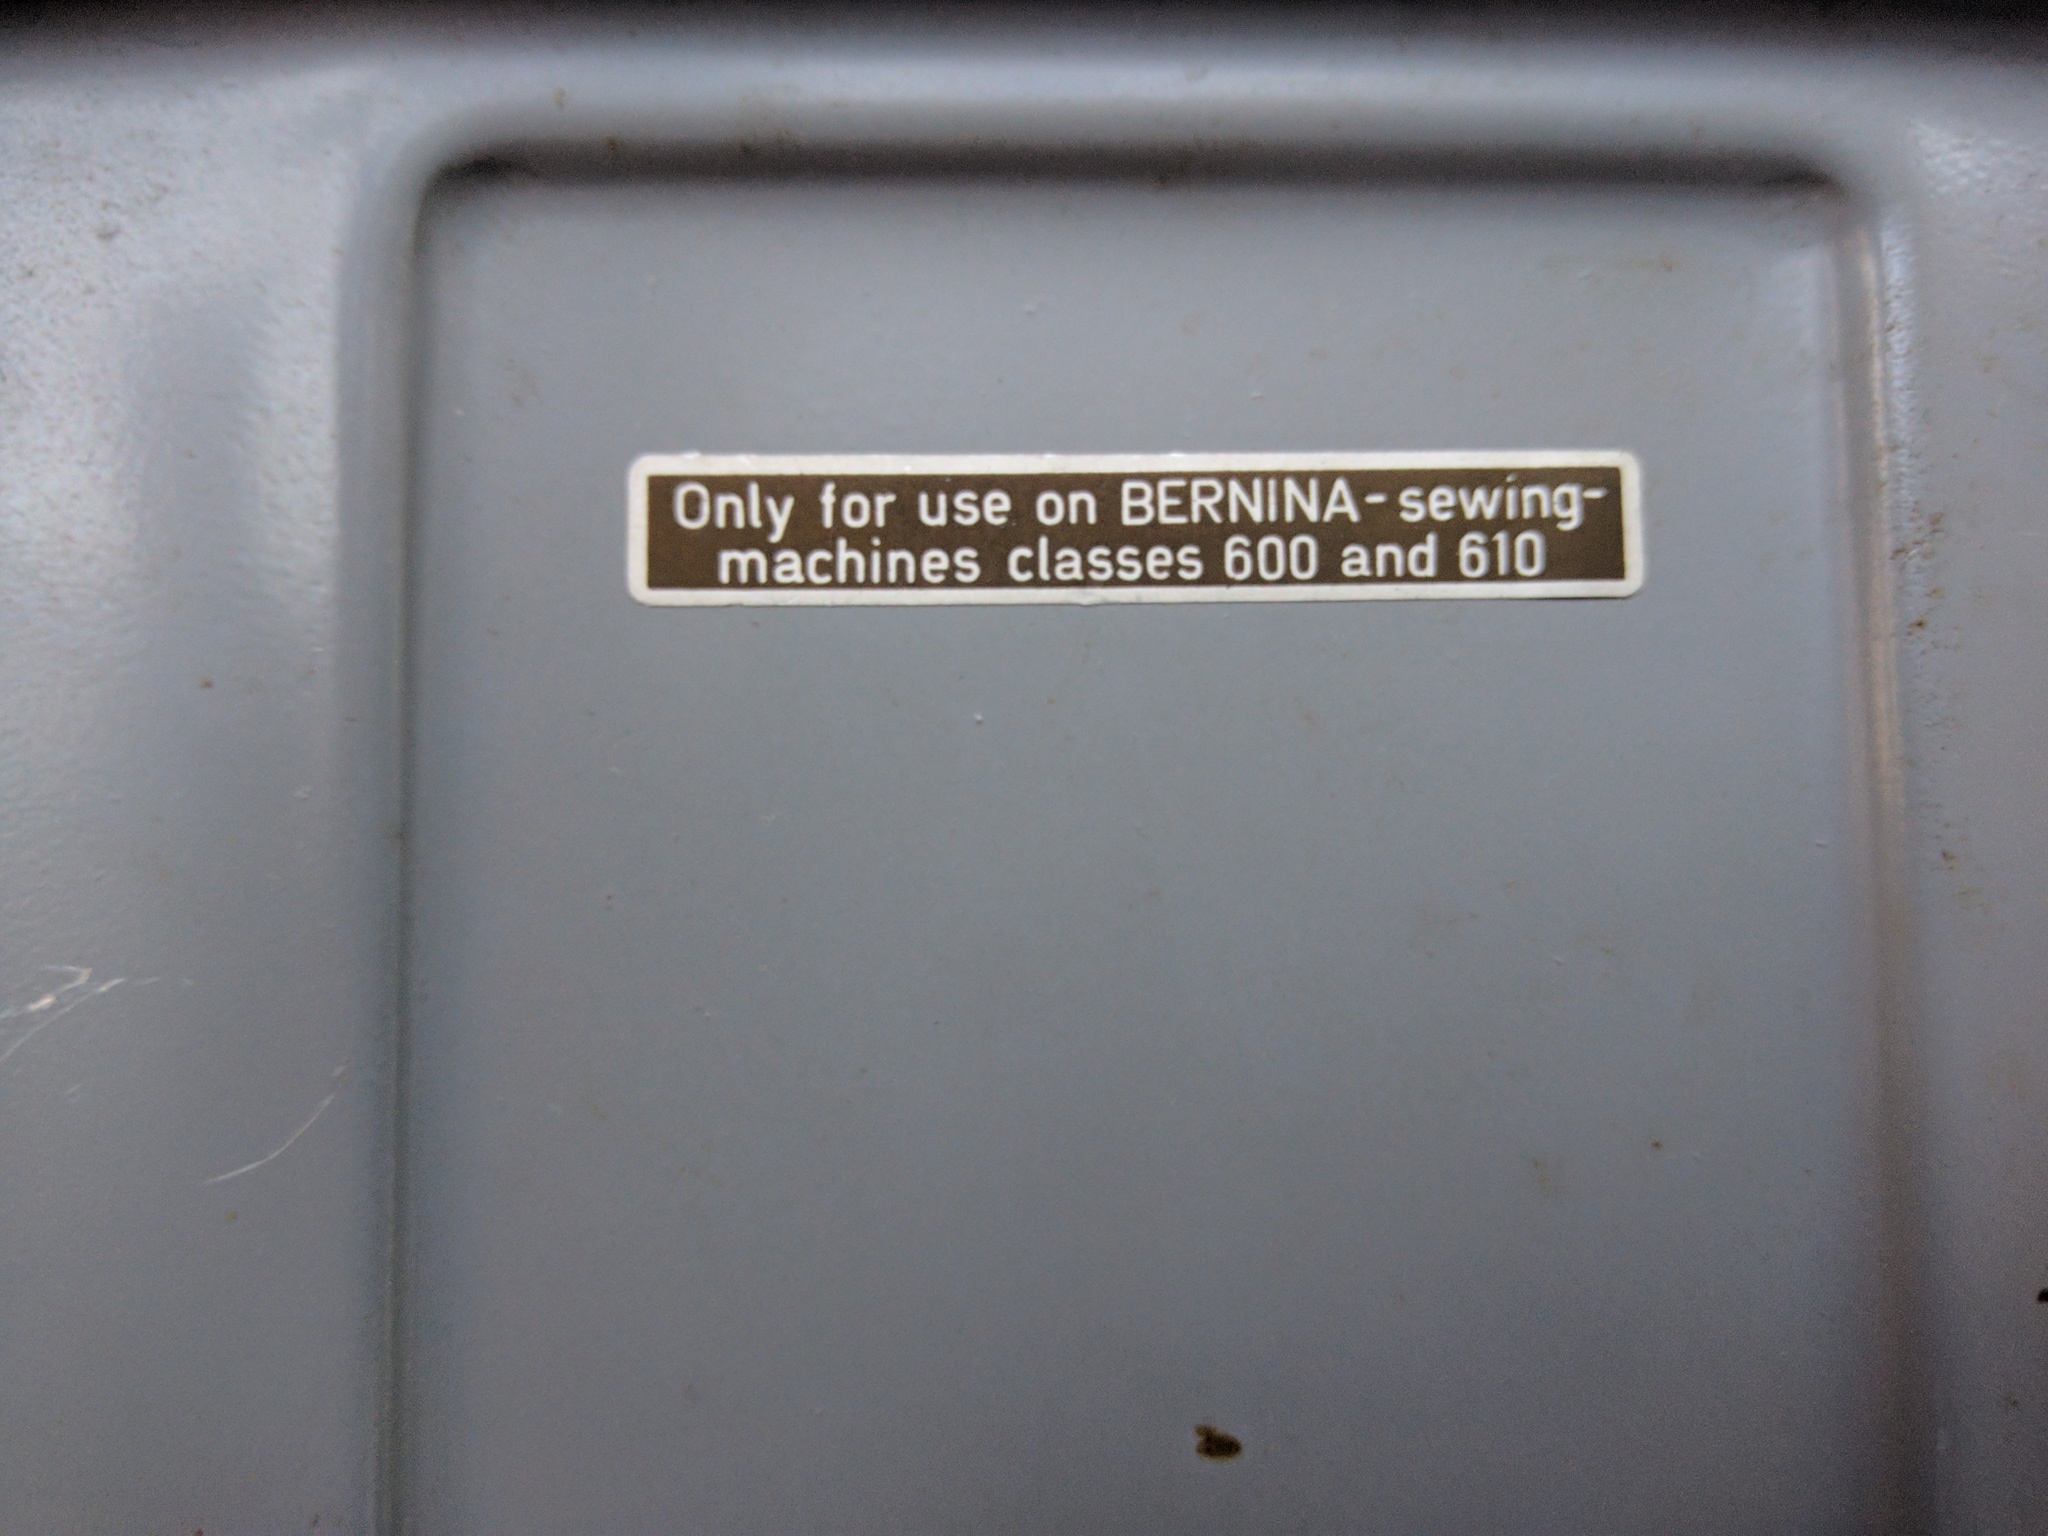 Only for use on BERNINA-sewing-
machines classes 600 and 610